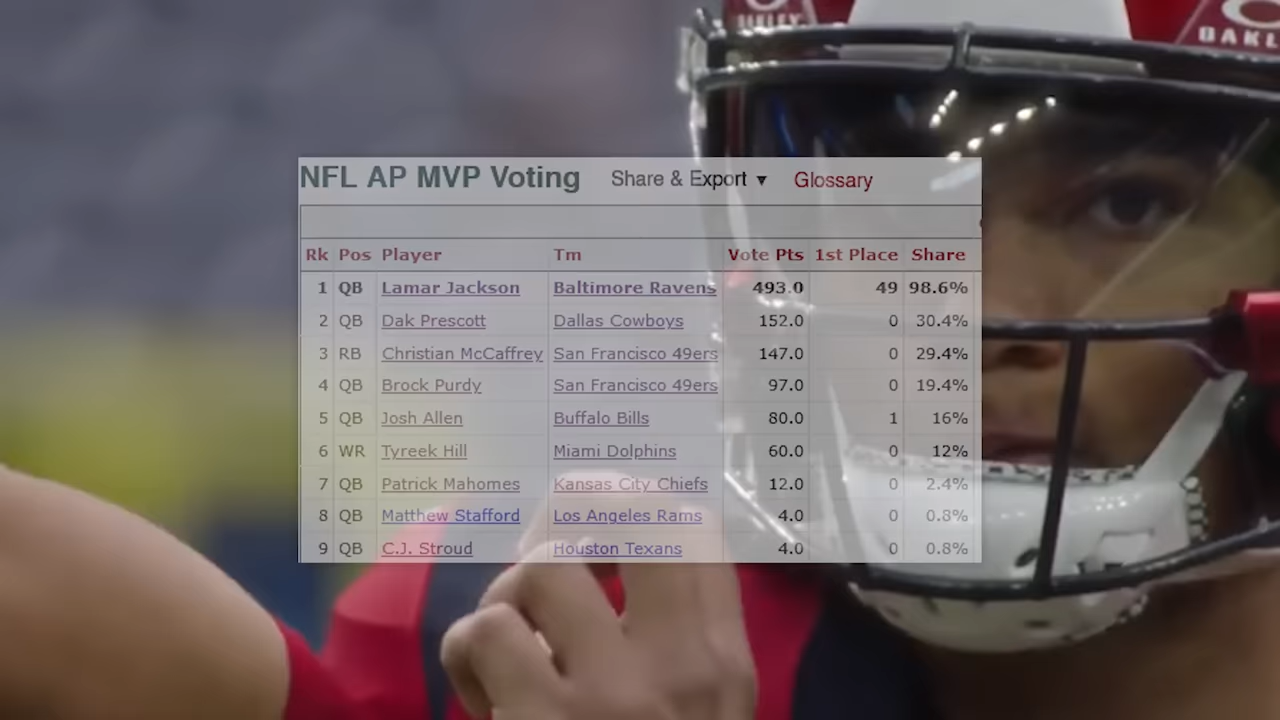 OAKLEY
OAKL
NFL AP MVP Voting Share & Export ▼ Glossary
Rk Pos Player Tm Vote Pts 1st Place Share
1 QB Lamar Jackson Baltimore Ravens 493.0 49 98.6%
2 QB Dak Prescott Dallas Cowboys 152.0 0 30.4%
3 RB Christian McCaffrey San Francisco 49ers 147.0 0 29.4%
4 QB Brock Purdy San Francisco 49ers 97.0 0 19.4%
5 QB Josh Allen Buffalo Bills 80.0 1 16%
6 WR Tyreek Hill Miami Dolphins 60.0 0 12%
7 QB Patrick Mahomes Kansas City Chiefs 12.0 0 2.4%
8 QB Matthew Stafford Los Angeles Rams 4.0 0 0.8%
9 QB C.J. Stroud Houston Texans 4.0 0 0.8%